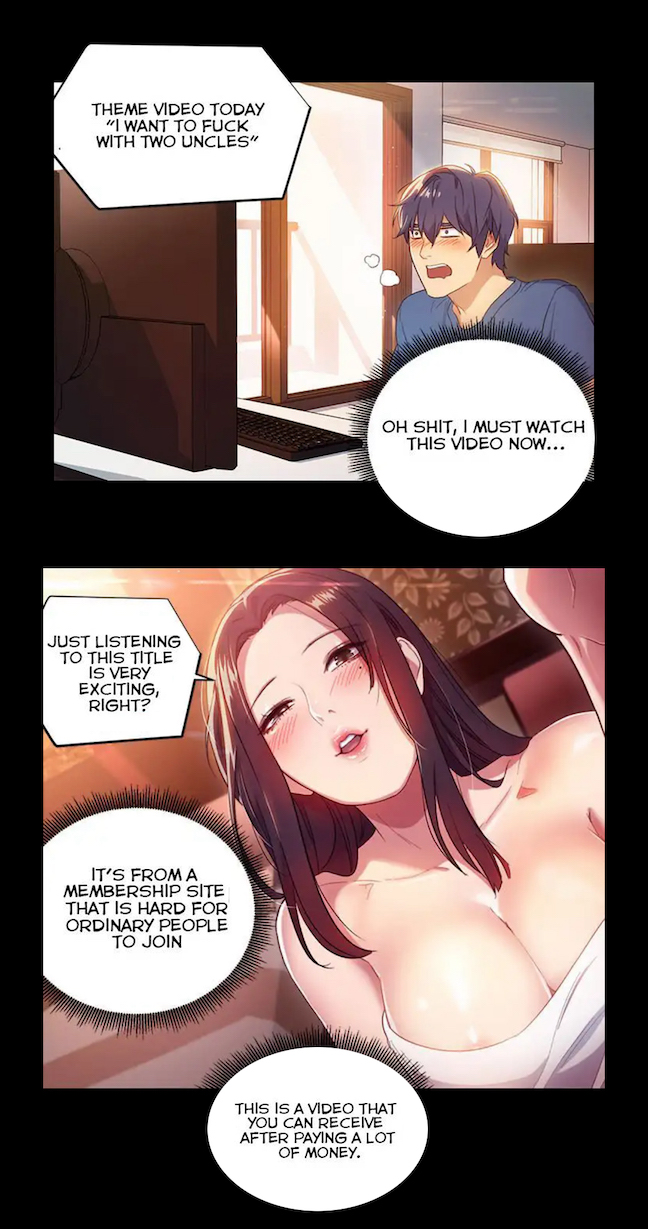 THEME VIDEO TODAY
"I WANT TO FUCK
WITH TWO UNCLES"
OH SHIT, I MUST WATCH
THIS VIDEO NOW...
JUST LISTENING
TO THIS TITLE
IS VERY
EXCITING,
RIGHT?
IT'S FROM A
MEMBERSHIP SITE
THAT IS HARD FOR
ORDINARY PEOPLE
TO JOIN
THIS IS A VIDEO THAT
YOU CAN RECEIVE
AFTER PAYING A LOT
OF MONEY.